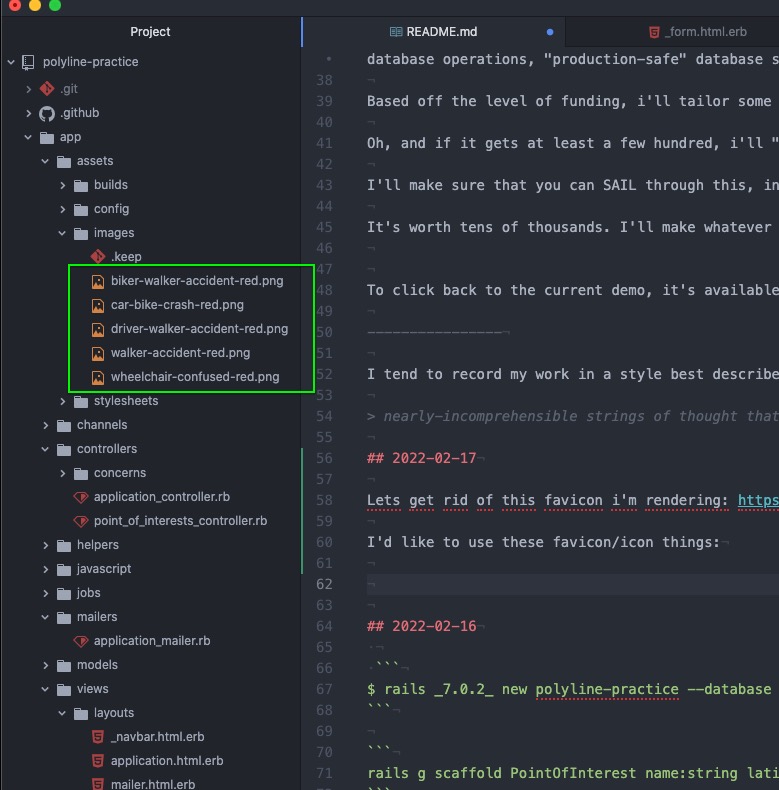 Project
README.md
_form.html.erb
polyline-practice
.git
.github
app
assets
builds
config
images
.keep
biker-walker-accident-red.png
car-bike-crash-red.png
driver-walker-accident-red.png
walker-accident-red.png
wheelchair-confused-red.png
stylesheets
channels
controllers
concerns
application_controller.rb
point_of_interests_controller.rb
helpers
javascript
jobs
mailers
application_mailer.rb
models
views
layouts
_navbar.html.erb
application.html.erb
mailer.html.erb
database operations, "production-safe" database s
38
39 Based off the level of funding, i'll tailor some
40
41 Oh, and if it gets at least a few hundred, i'll "
42
43 I'll make sure that you can SAIL through this, in
44
45 It's worth tens of thousands. I'll make whatever
46
47
48 To click back to the current demo, it's available
49
50 ----------------
51
52 I tend to record my work in a style best describe
53
54 > nearly-incomprehensible strings of thought that
55
56 ## 2022-02-17
57
58 Lets get rid of this favicon i'm rendering: https
59
60 I'd like to use these favicon/icon things:
61
62
63
64 ## 2022-02-16
65
66 ```
67 $ rails _7.0.2_ new polyline-practice --database
68 ```
69
70 ```
71 rails g scaffold PointOfInterest name:string lati